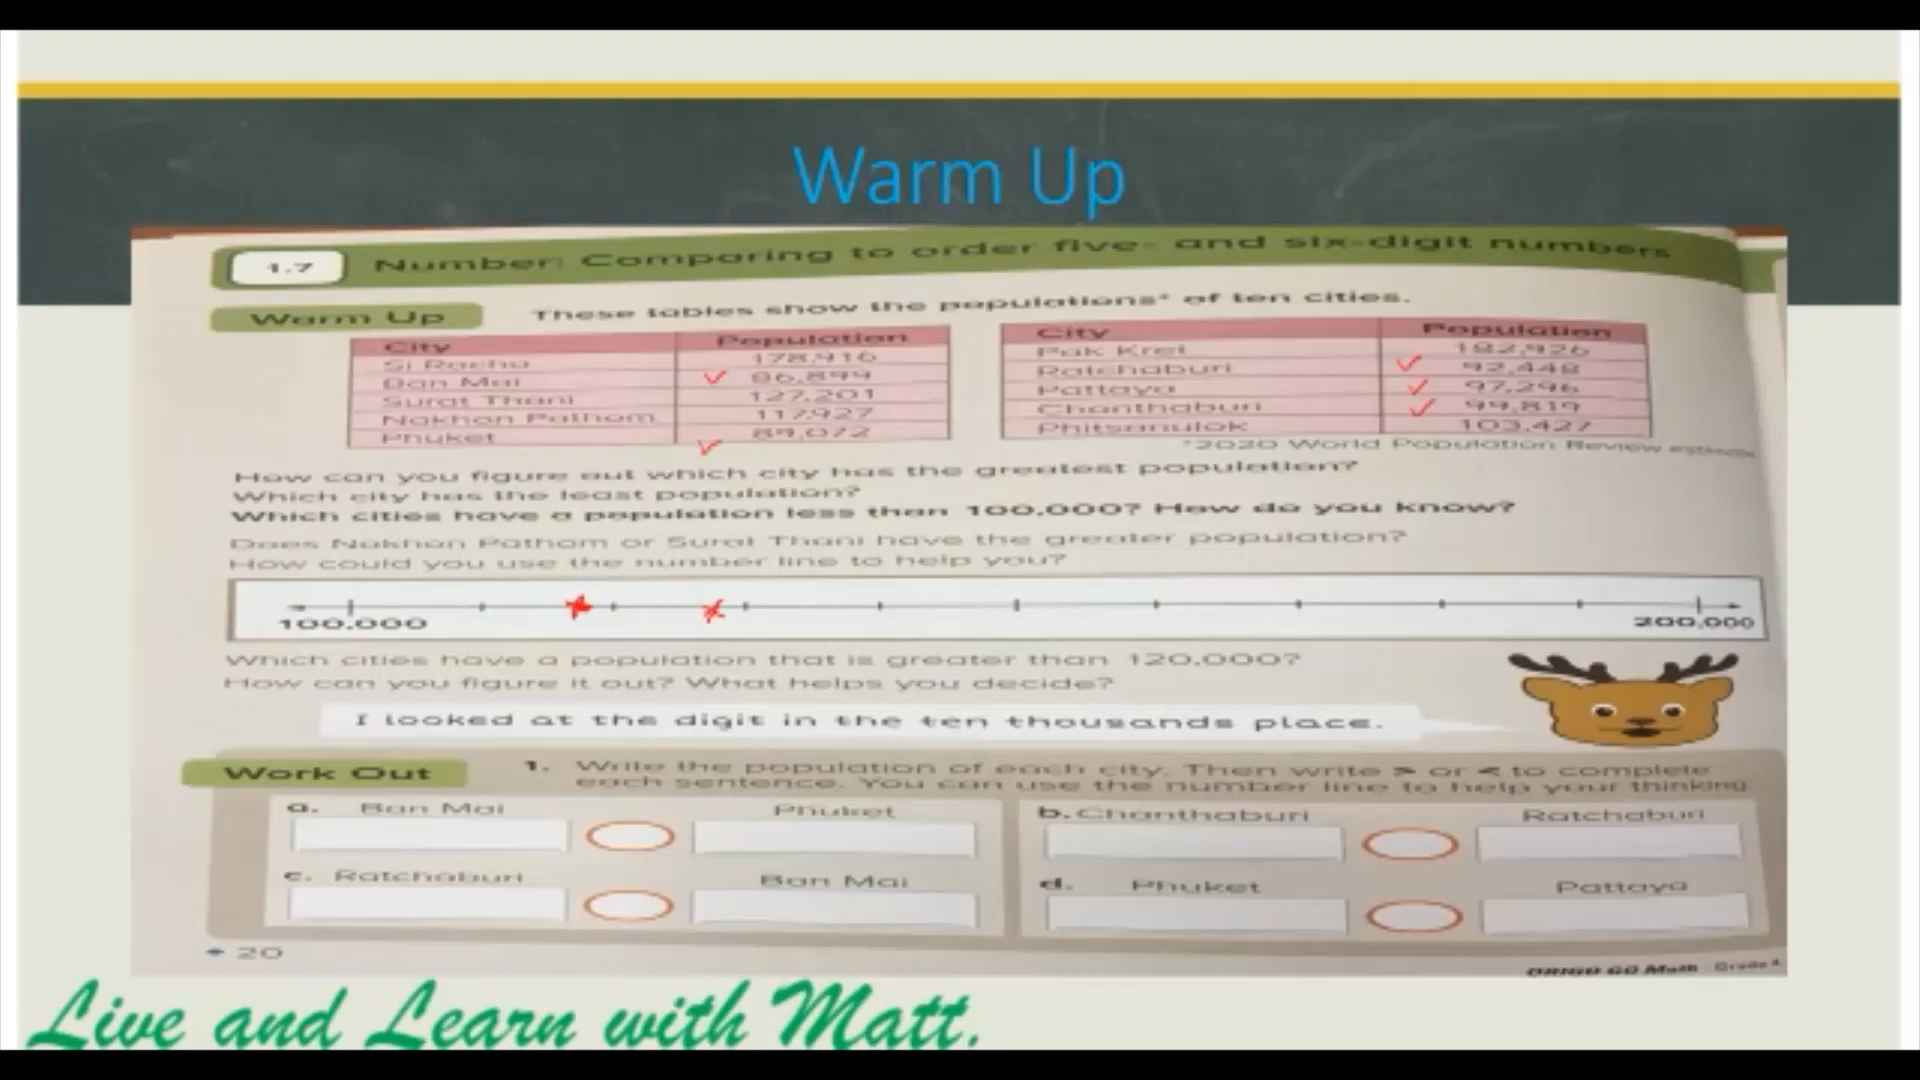 Warm Up
1.7 Number: Comparing to order five- and six-digit numbers
Warm Up These tables show the populations* of ten cities.
City Population
Si Racha 178,916
Ban Mai 86,899
Surat Thani 127,201
Nakhon Pathom 117,927
Phuket 89,072
City Population
Pak Kret 182,926
Ratchaburi 92,448
Pattaya 97,296
Chanthaburi 99,819
Phitsanulok 103,427
*2020 World Population Review estimate
How can you figure out which city has the greatest population?
Which city has the least population?
Which cities have a population less than 100,000? How do you know?
Does Nakhon Pathom or Surat Thani have the greater population?
How could you use the number line to help you?
100,000 200,000
Which cities have a population that is greater than 120,000?
How can you figure it out? What helps you decide?
I looked at the digit in the ten thousands place.
Work Out 1. Write the population of each city. Then write > or < to complete
each sentence. You can use the number line to help your thinking
a. Ban Mai Phuket
b. Chanthaburi Ratchaburi
c. Ratchaburi Ban Mai
d. Phuket Pattaya
20
ORIGO GO Math Grade 4
Live and Learn with Matt.